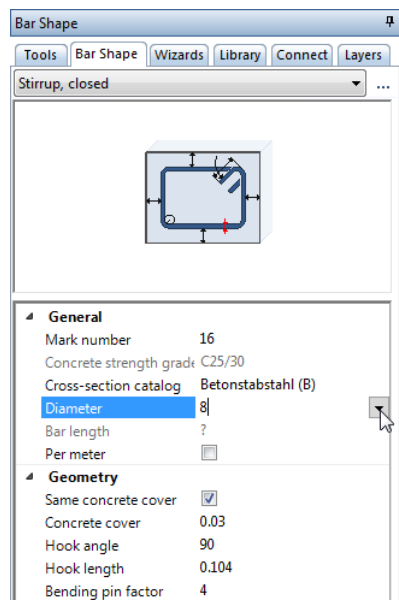 Bar Shape
Tools Bar Shape Wizards Library Connect Layers
Stirrup, closed ...
General
Mark number 16
Concrete strength grade C25/30
Cross-section catalog Betonstabstahl (B)
Diameter 8
Bar length ?
Per meter
Geometry
Same concrete cover
Concrete cover 0.03
Hook angle 90
Hook length 0.104
Bending pin factor 4